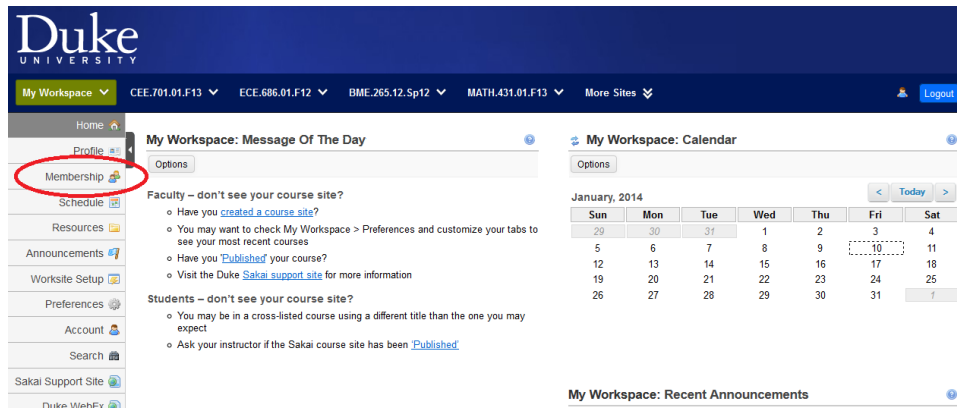 Duke
UNIVERSITY
My Workspace CEE.701.01.F13 ECE.686.01.F12 BME.265.12.Sp12 MATH.431.01.F13 More Sites Logout
Home
Profile
Membership
Schedule
Resources
Announcements
Worksite Setup
Preferences
Account
Search
Sakai Support Site
Duke WebEx
My Workspace: Message Of The Day
Options
Faculty – don't see your course site?
Have you created a course site?
You may want to check My Workspace > Preferences and customize your tabs to
see your most recent courses
Have you 'Published' your course?
Visit the Duke Sakai support site for more information
Students – don't see your course site?
You may be in a cross-listed course using a different title than the one you may
expect
Ask your instructor if the Sakai course site has been 'Published'
My Workspace: Calendar
Options
January, 2014 < Today >
Sun Mon Tue Wed Thu Fri Sat
29 30 31 1 2 3 4
5 6 7 8 9 10 11
12 13 14 15 16 17 18
19 20 21 22 23 24 25
26 27 28 29 30 31 1
My Workspace: Recent Announcements